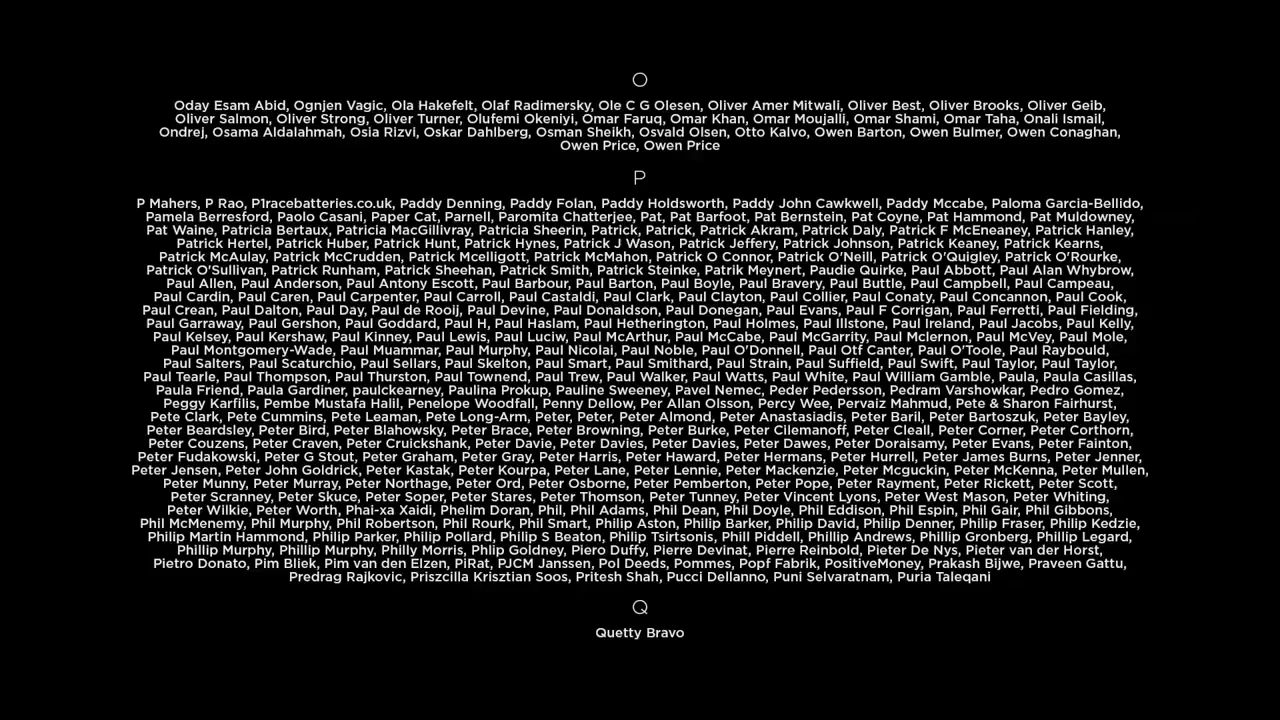 O
Oday Esam Abid, Ognjen Vagic, Ola Hakefelt, Olaf Radimersky, Ole C G Olesen, Oliver Amer Mitwali, Oliver Best, Oliver Brooks, Oliver Geib,
Oliver Salmon, Oliver Strong, Oliver Turner, Olufemi Okeniyi, Omar Faruq, Omar Khan, Omar Moujalli, Omar Shami, Omar Taha, Onali Ismail,
Ondrej, Osama Aldalahmah, Osia Rizvi, Oskar Dahlberg, Osman Sheikh, Osvald Olsen, Otto Kalvo, Owen Barton, Owen Bulmer, Owen Conaghan,
Owen Price, Owen Price
P
P Mahers, P Rao, P1racebatteries.co.uk, Paddy Denning, Paddy Folan, Paddy Holdsworth, Paddy John Cawkwell, Paddy Mccabe, Paloma Garcia-Bellido,
Pamela Berresford, Paolo Casani, Paper Cat, Parnell, Paromita Chatterjee, Pat, Pat Barfoot, Pat Bernstein, Pat Coyne, Pat Hammond, Pat Muldowney,
Pat Waine, Patricia Bertaux, Patricia MacGillivray, Patricia Sheerin, Patrick, Patrick, Patrick Akram, Patrick Daly, Patrick F McEneaney, Patrick Hanley,
Patrick Hertel, Patrick Huber, Patrick Hunt, Patrick Hynes, Patrick J Wason, Patrick Jeffery, Patrick Johnson, Patrick Keaney, Patrick Kearns,
Patrick McAulay, Patrick McCrudden, Patrick Mcelligott, Patrick McMahon, Patrick O Connor, Patrick O'Neill, Patrick O'Quigley, Patrick O'Rourke,
Patrick O'Sullivan, Patrick Runham, Patrick Sheehan, Patrick Smith, Patrick Steinke, Patrik Meynert, Paudie Quirke, Paul Abbott, Paul Alan Whybrow,
Paul Allen, Paul Anderson, Paul Antony Escott, Paul Barbour, Paul Barton, Paul Boyle, Paul Bravery, Paul Buttle, Paul Campbell, Paul Campeau,
Paul Cardin, Paul Caren, Paul Carpenter, Paul Carroll, Paul Castaldi, Paul Clark, Paul Clayton, Paul Collier, Paul Conaty, Paul Concannon, Paul Cook,
Paul Crean, Paul Dalton, Paul Day, Paul de Rooij, Paul Devine, Paul Donaldson, Paul Donegan, Paul Evans, Paul F Corrigan, Paul Ferretti, Paul Fielding,
Paul Garraway, Paul Gershon, Paul Goddard, Paul H, Paul Haslam, Paul Hetherington, Paul Holmes, Paul Illstone, Paul Ireland, Paul Jacobs, Paul Kelly,
Paul Kelsey, Paul Kershaw, Paul Kinney, Paul Lewis, Paul Luciw, Paul McArthur, Paul McCabe, Paul McGarrity, Paul Mclernon, Paul McVey, Paul Mole,
Paul Montgomery-Wade, Paul Muammar, Paul Murphy, Paul Nicolai, Paul Noble, Paul O'Donnell, Paul Otf Canter, Paul O'Toole, Paul Raybould,
Paul Salters, Paul Scaturchio, Paul Sellars, Paul Skelton, Paul Smart, Paul Smithard, Paul Strain, Paul Suffield, Paul Swift, Paul Taylor, Paul Taylor,
Paul Tearle, Paul Thompson, Paul Thurston, Paul Townend, Paul Trew, Paul Walker, Paul Watts, Paul White, Paul William Gamble, Paula, Paula Casillas,
Paula Friend, Paula Gardiner, paulckearney, Paulina Prokup, Pauline Sweeney, Pavel Nemec, Peder Pedersson, Pedram Varshowkar, Pedro Gomez,
Peggy Karfilis, Pembe Mustafa Halil, Penelope Woodfall, Penny Dellow, Per Allan Olsson, Percy Wee, Pervaiz Mahmud, Pete & Sharon Fairhurst,
Pete Clark, Pete Cummins, Pete Leaman, Pete Long-Arm, Peter, Peter, Peter Almond, Peter Anastasiadis, Peter Baril, Peter Bartoszuk, Peter Bayley,
Peter Beardsley, Peter Bird, Peter Blahowsky, Peter Brace, Peter Browning, Peter Burke, Peter Cilemanoff, Peter Cleall, Peter Corner, Peter Corthorn,
Peter Couzens, Peter Craven, Peter Cruickshank, Peter Davie, Peter Davies, Peter Davies, Peter Dawes, Peter Doraisamy, Peter Evans, Peter Fainton,
Peter Fudakowski, Peter G Stout, Peter Graham, Peter Gray, Peter Harris, Peter Haward, Peter Hermans, Peter Hurrell, Peter James Burns, Peter Jenner,
Peter Jensen, Peter John Goldrick, Peter Kastak, Peter Kourpa, Peter Lane, Peter Lennie, Peter Mackenzie, Peter Mcguckin, Peter McKenna, Peter Mullen,
Peter Munny, Peter Murray, Peter Northage, Peter Ord, Peter Osborne, Peter Pemberton, Peter Pope, Peter Rayment, Peter Rickett, Peter Scott,
Peter Scranney, Peter Skuce, Peter Soper, Peter Stares, Peter Thomson, Peter Tunney, Peter Vincent Lyons, Peter West Mason, Peter Whiting,
Peter Wilkie, Peter Worth, Phai-xa Xaidi, Phelim Doran, Phil, Phil Adams, Phil Dean, Phil Doyle, Phil Eddison, Phil Espin, Phil Gair, Phil Gibbons,
Phil McMenemy, Phil Murphy, Phil Robertson, Phil Rourk, Phil Smart, Philip Aston, Philip Barker, Philip David, Philip Denner, Philip Fraser, Philip Kedzie,
Philip Martin Hammond, Philip Parker, Philip Pollard, Philip S Beaton, Philip Tsirtsonis, Phill Piddell, Phillip Andrews, Phillip Gronberg, Phillip Legard,
Phillip Murphy, Phillip Murphy, Philly Morris, Phlip Goldney, Piero Duffy, Pierre Devinat, Pierre Reinbold, Pieter De Nys, Pieter van der Horst,
Pietro Donato, Pim Bliek, Pim van den Elzen, PiRat, PJCM Janssen, Pol Deeds, Pommes, Popf Fabrik, PositiveMoney, Prakash Bijwe, Praveen Gattu,
Predrag Rajkovic, Priszcilla Krisztian Soos, Pritesh Shah, Pucci Dellanno, Puni Selvaratnam, Puria Taleqani
Q
Quetty Bravo